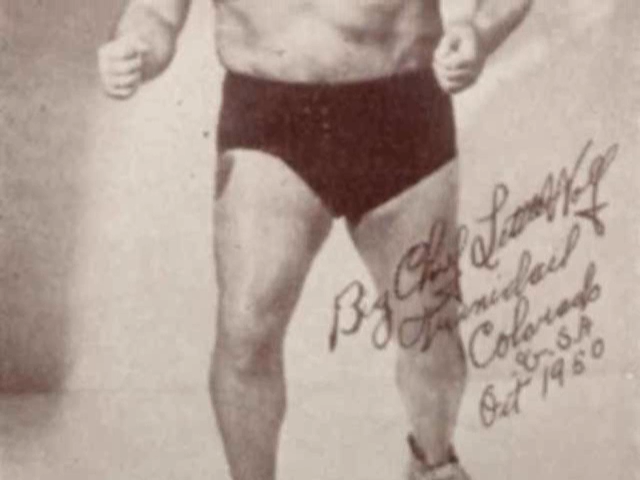 Big Chief Little Wolf
Trinidad
Colorado
U.S.A
Oct 1950